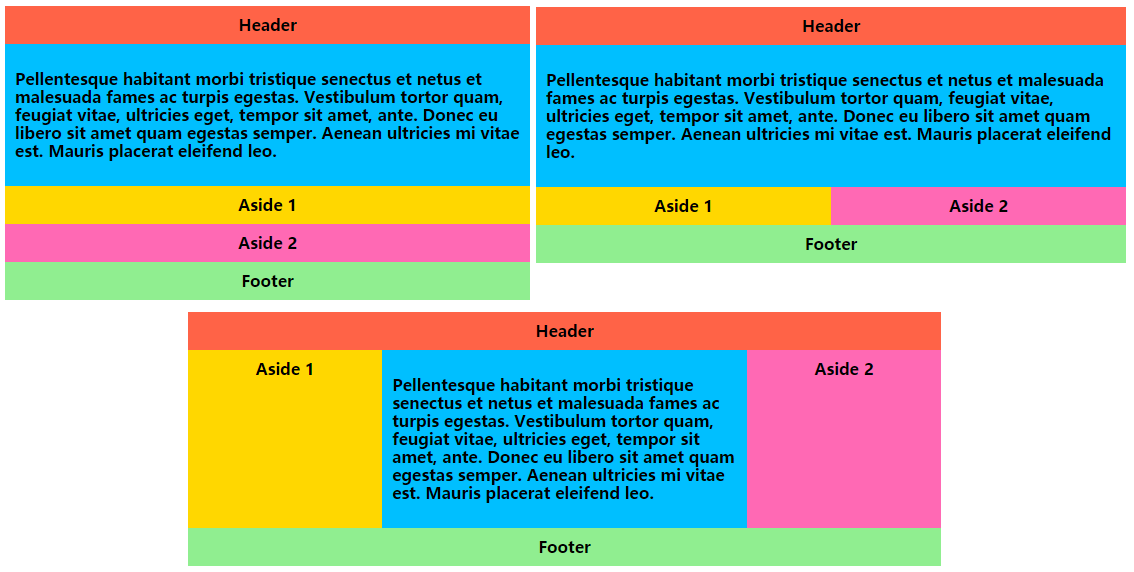 Header
Pellentesque habitant morbi tristique senectus et netus et
malesuada fames ac turpis egestas. Vestibulum tortor quam,
feugiat vitae, ultricies eget, tempor sit amet, ante. Donec eu
libero sit amet quam egestas semper. Aenean ultricies mi vitae
est. Mauris placerat eleifend leo.
Aside 1
Aside 2
Footer
Header
Pellentesque habitant morbi tristique senectus et netus et malesuada
fames ac turpis egestas. Vestibulum tortor quam, feugiat vitae,
ultricies eget, tempor sit amet, ante. Donec eu libero sit amet quam
egestas semper. Aenean ultricies mi vitae est. Mauris placerat eleifend
leo.
Aside 1
Aside 2
Footer
Header
Aside 1
Pellentesque habitant morbi tristique
senectus et netus et malesuada fames ac
turpis egestas. Vestibulum tortor quam,
feugiat vitae, ultricies eget, tempor sit
amet, ante. Donec eu libero sit amet quam
egestas semper. Aenean ultricies mi vitae
est. Mauris placerat eleifend leo.
Aside 2
Footer